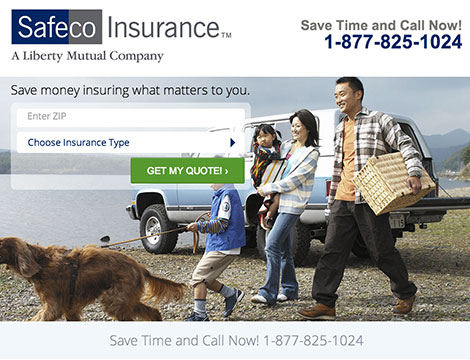 Safeco Insurance™
A Liberty Mutual Company
Save Time and Call Now!
1-877-825-1024
Save money insuring what matters to you.
Enter ZIP
Choose Insurance Type
GET MY QUOTE! ›
Save Time and Call Now! 1-877-825-1024